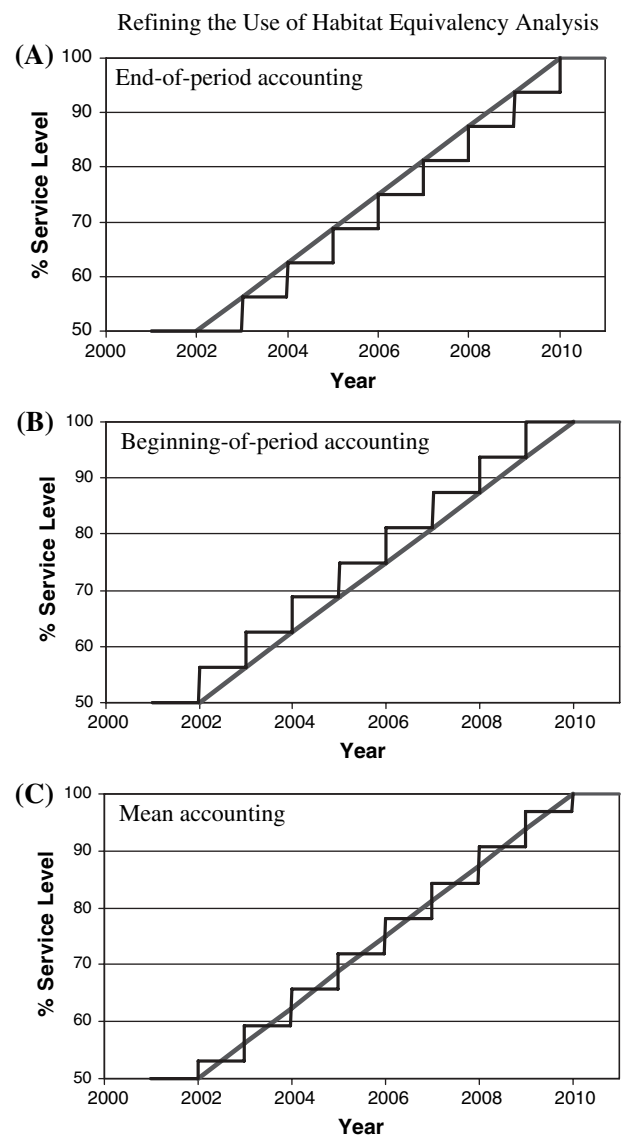 Refining the Use of Habitat Equivalency Analysis
(A)
End-of-period accounting
% Service Level
100
90
80
70
60
50
2000 2002 2004 2006 2008 2010
Year
(B)
Beginning-of-period accounting
% Service Level
100
90
80
70
60
50
2000 2002 2004 2006 2008 2010
Year
(C)
Mean accounting
% Service Level
100
90
80
70
60
50
2000 2002 2004 2006 2008 2010
Year